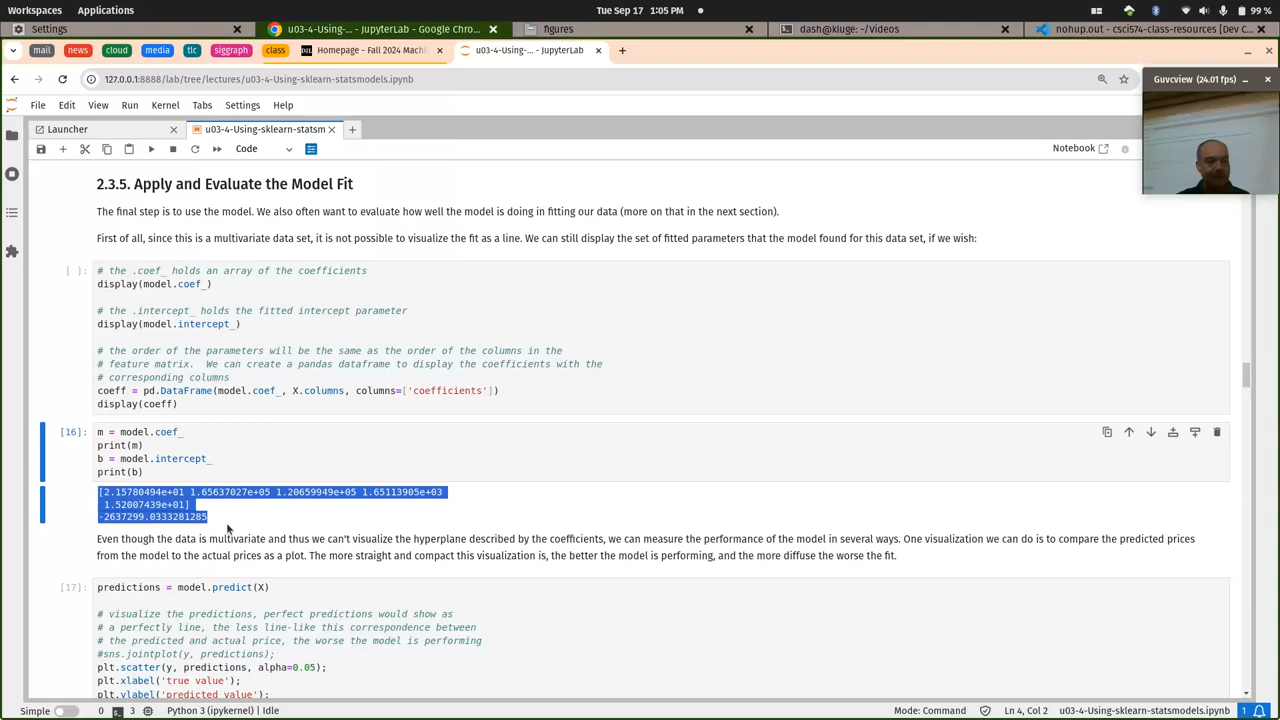 Workspaces Applications Tue Sep 17 1:05 PM 99 %
Settings u03-4-Using-... - JupyterLab - Google Chro... figures dash@kluge: ~/Videos nohup.out - csci574-class-resources [Dev C...
mail news cloud media tlc siggraph class Homepage - Fall 2024 Machi u03-4-Using-... - JupyterLab
127.0.0.1:8888/lab/tree/lectures/u03-4-Using-sklearn-statsmodels.ipynb
Guvcview (24.01 fps)
File Edit View Run Kernel Tabs Settings Help
Launcher u03-4-Using-sklearn-statsm
Code Notebook
2.3.5. Apply and Evaluate the Model Fit
The final step is to use the model. We also often want to evaluate how well the model is doing in fitting our data (more on that in the next section).
First of all, since this is a multivariate data set, it is not possible to visualize the fit as a line. We can still display the set of fitted parameters that the model found for this data set, if we wish:
[ ]: # the .coef_ holds an array of the coefficients
display(model.coef_)
# the .intercept_ holds the fitted intercept parameter
display(model.intercept_)
# the order of the parameters will be the same as the order of the columns in the
# feature matrix. We can create a pandas dataframe to display the coefficients with the
# corresponding columns
coeff = pd.DataFrame(model.coef_, X.columns, columns=['coefficients'])
display(coeff)
[16]: m = model.coef_
print(m)
b = model.intercept_
print(b)
[2.15780494e+01 1.65637027e+05 1.20659949e+05 1.65113905e+03
1.52007439e+01]
-2637299.0333281285
Even though the data is multivariate and thus we can't visualize the hyperplane described by the coefficients, we can measure the performance of the model in several ways. One visualization we can do is to compare the predicted prices
from the model to the actual prices as a plot. The more straight and compact this visualization is, the better the model is performing, and the more diffuse the worse the fit.
[17]: predictions = model.predict(X)
# visualize the predictions, perfect predictions would show as
# a perfectly line, the less line-like this correspondence between
# the predicted and actual price, the worse the model is performing
#sns.jointplot(y, predictions);
plt.scatter(y, predictions, alpha=0.05);
plt.xlabel('true value');
plt.ylabel('predicted value');
Simple 0 3 Python 3 (ipykernel) | Idle Mode: Command Ln 4, Col 2 u03-4-Using-sklearn-statsmodels.ipynb 1